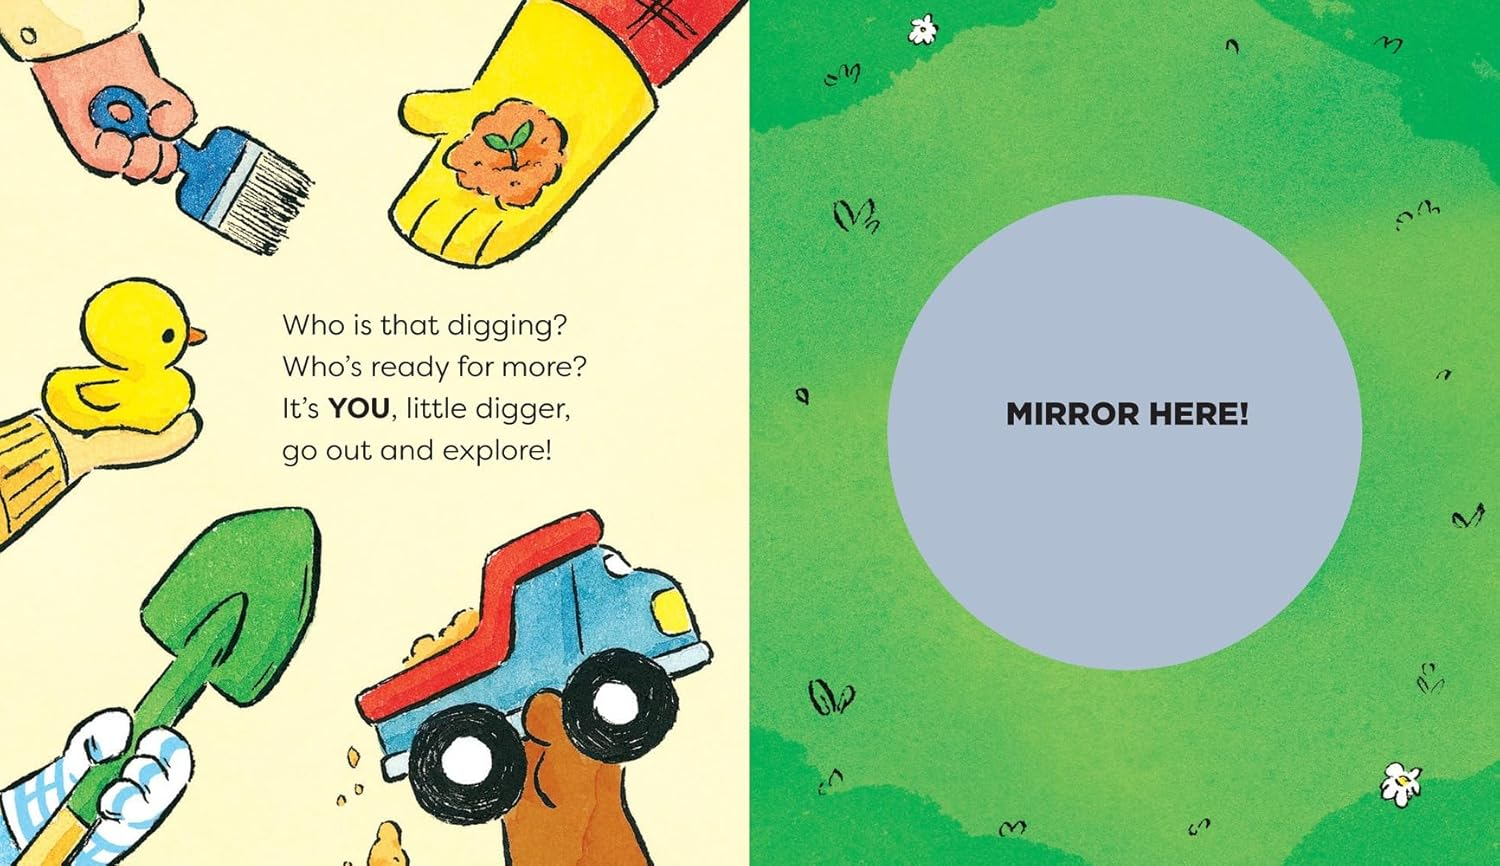 Who is that digging?
Who's ready for more?
It's YOU, little digger,
go out and explore!
MIRROR HERE!